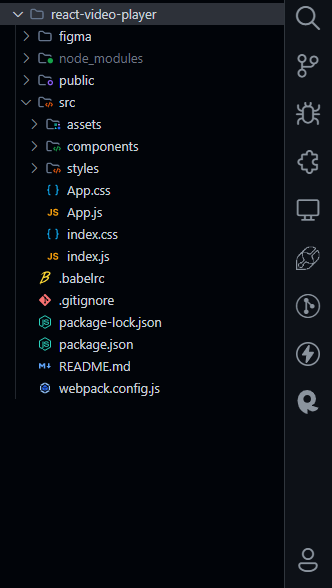 react-video-player
figma
node_modules
public
src
assets
components
styles
{ } App.css
JS App.js
{ } index.css
JS index.js
.babelrc
.gitignore
package-lock.json
package.json
M↓ README.md
webpack.config.js